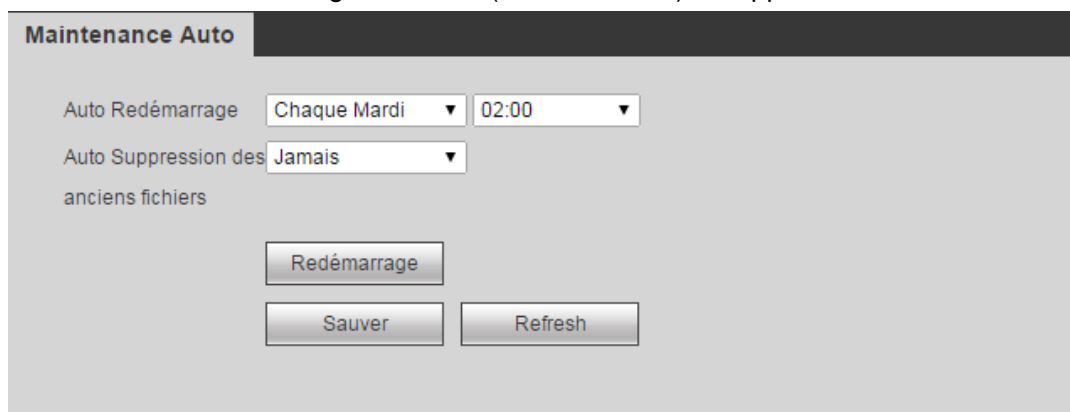 Maintenance Auto
Auto Redémarrage Chaque Mardi 02:00
Auto Suppression des Jamais
anciens fichiers
Redémarrage
Sauver Refresh